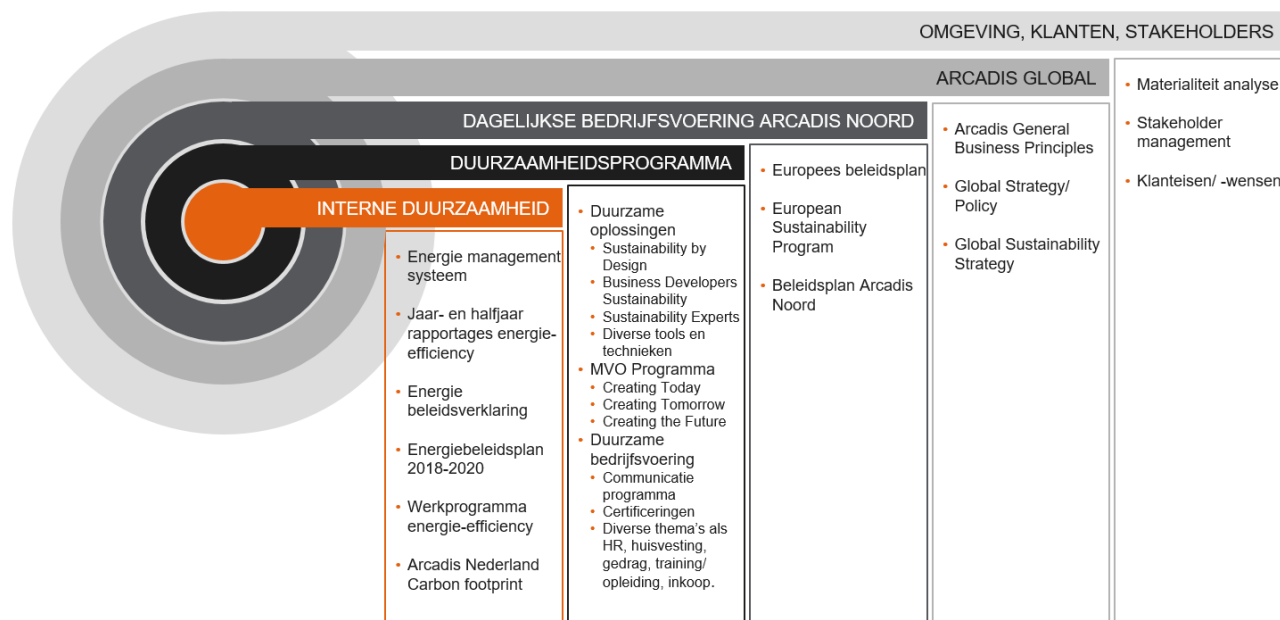 OMGEVING, KLANTEN, STAKEHOLDERS
ARCADIS GLOBAL
DAGELIJKSE BEDRIJFSVOERING ARCADIS NOORD
DUURZAAMHEIDSPROGRAMMA
INTERNE DUURZAAMHEID
• Energie management
systeem
• Jaar- en halfjaar
rapportages energie-
efficiency
• Energie
beleidsverklaring
• Energiebeleidsplan
2018-2020
• Werkprogramma
energie-efficiency
• Arcadis Nederland
Carbon footprint
• Duurzame
oplossingen
• Sustainability by
Design
• Business Developers
Sustainability
• Sustainability Experts
• Diverse tools en
technieken
• MVO Programma
• Creating Today
• Creating Tomorrow
• Creating the Future
• Duurzame
bedrijfsvoering
• Communicatie
programma
• Certificeringen
• Diverse thema's als
HR, huisvesting,
gedrag, training/
opleiding, inkoop.
• Europees beleidsplan
• European
Sustainability
Program
• Beleidsplan Arcadis
Noord
• Arcadis General
Business Principles
• Global Strategy/
Policy
• Global Sustainability
Strategy
• Materialiteit analyse
• Stakeholder
management
• Klanteisen/ -wensen